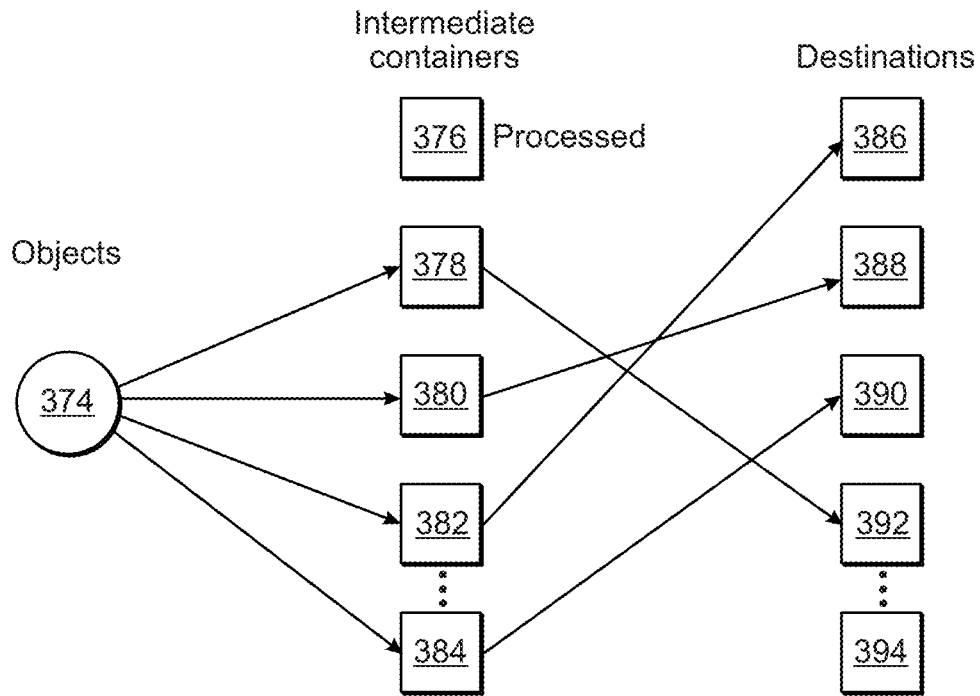 Intermediate
containers
Destinations
376 Processed
386
Objects
378
388
374
380
390
382
392
384
394